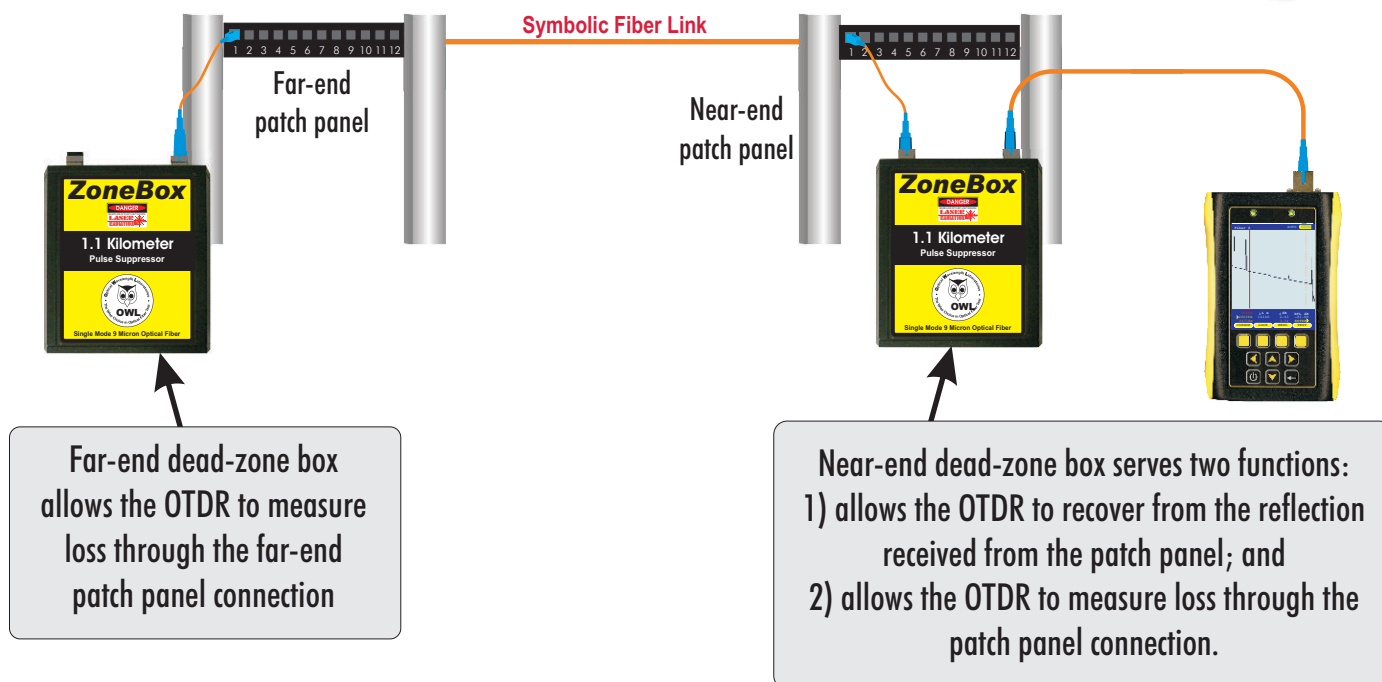 Symbolic Fiber Link
1 2 3 4 5 6 7 8 9 10 11 12
Far-end
patch panel
1 2 3 4 5 6 7 8 9 10 11 12
Near-end
patch panel
ZoneBox
DANGER
LASER
RADIATION
1.1 Kilometer
Pulse Suppressor
OWL
Single Mode 9 Micron Optical Fiber
ZoneBox
DANGER
LASER
RADIATION
1.1 Kilometer
Pulse Suppressor
OWL
Single Mode 9 Micron Optical Fiber
Far-end dead-zone box
allows the OTDR to measure
loss through the far-end
patch panel connection
Near-end dead-zone box serves two functions:
1) allows the OTDR to recover from the reflection
received from the patch panel; and
2) allows the OTDR to measure loss through the
patch panel connection.